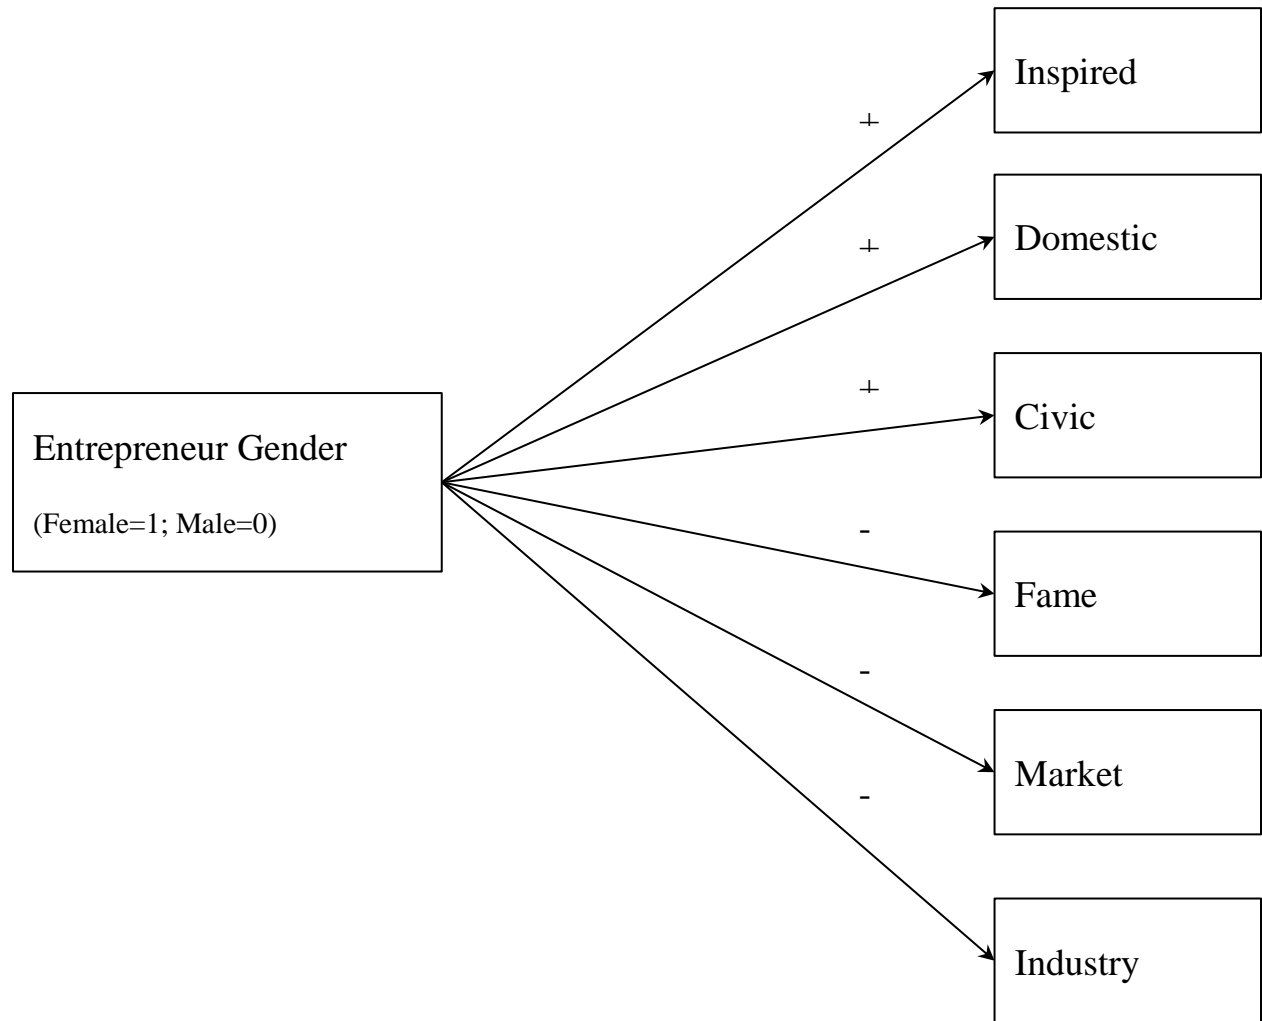 Inspired
+
Domestic
+
Civic
+
Entrepreneur Gender
(Female=1; Male=0)
-
Fame
-
Market
-
Industry